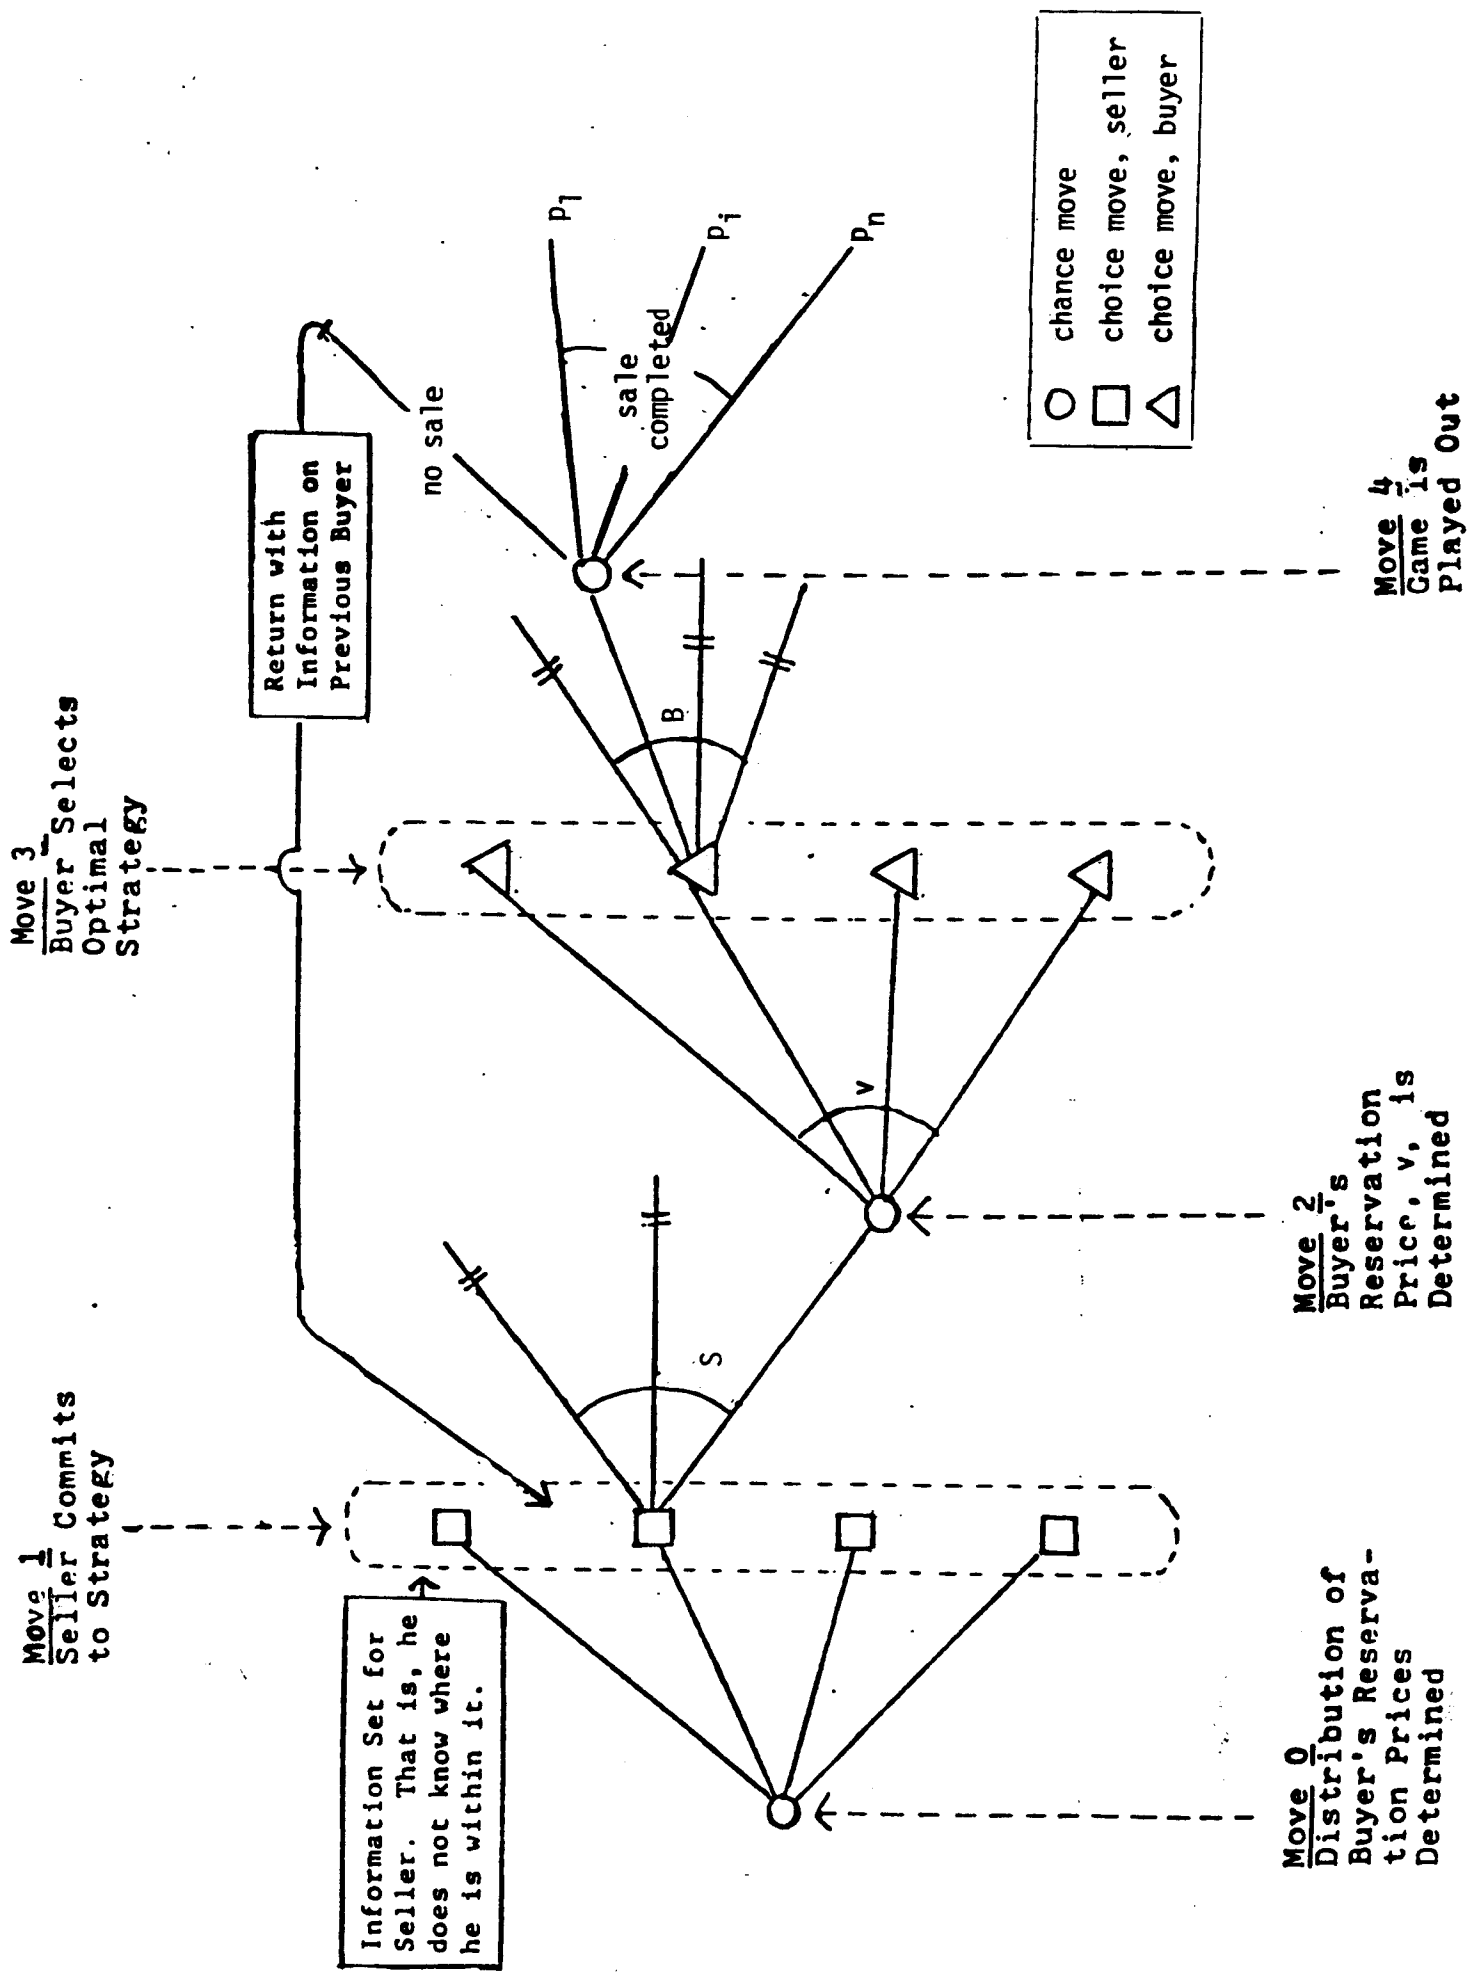 Move 1
Seller Commits
to Strategy
Move 3
Buyer Selects
Optimal
Strategy
Return with
Information on
Previous Buyer
Information Set for
Seller. That is, he
does not know where
he is within it.
S
v
B
no sale
sale
completed
p1
pi
pn
Move 0
Distribution of
Buyer's Reserva-
tion Prices
Determined
Move 2
Buyer's
Reservation
Price, v, is
Determined
Move 4
Game is
Played Out
chance move
choice move, seller
choice move, buyer